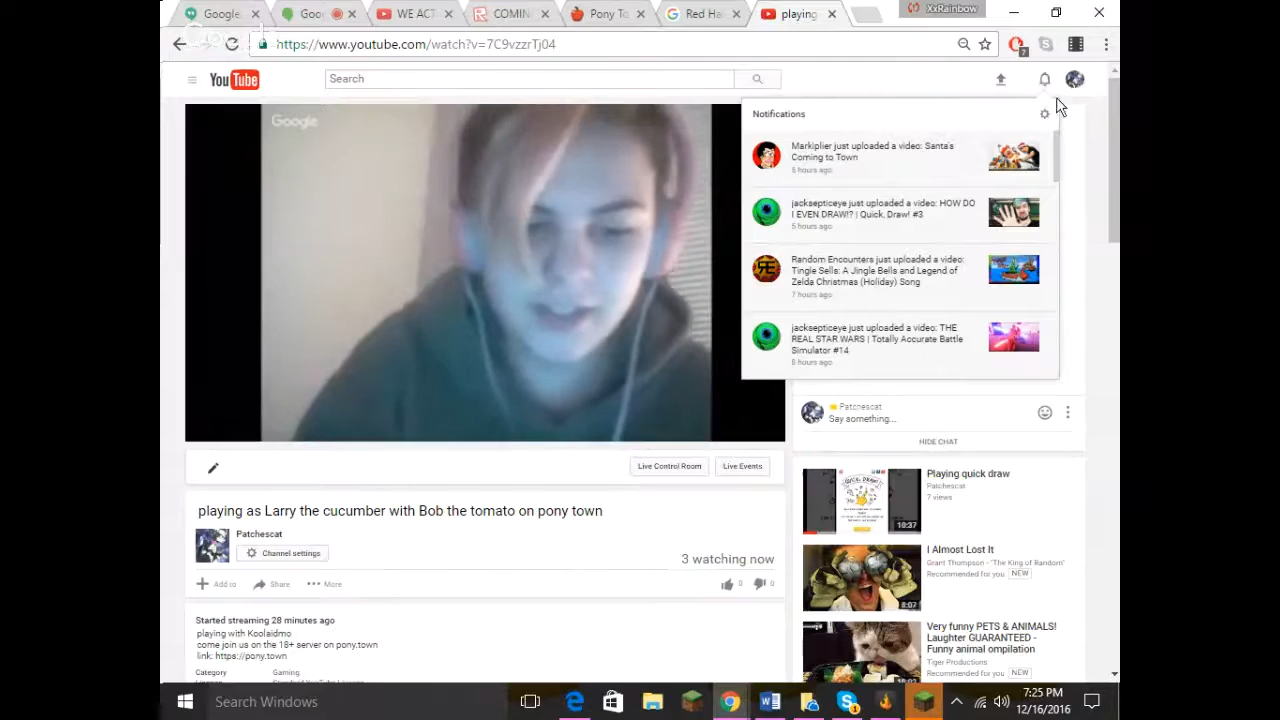 Google
Goo
WE ACT
COMIN
Pony T
Red Ha
playing
XxRainbow
https://www.youtube.com/watch?v=7C9vzzrTj04
7
YouTube
Search
Google
Notifications
Markiplier just uploaded a video: Santa's
Coming to Town
5 hours ago
jacksepticeye just uploaded a video: HOW DO
I EVEN DRAW!? | Quick, Draw! #3
5 hours ago
Random Encounters just uploaded a video:
Tingle Sells: A Jingle Bells and Legend of
Zelda Christmas (Holiday) Song
7 hours ago
jacksepticeye just uploaded a video: THE
REAL STAR WARS | Totally Accurate Battle
Simulator #14
8 hours ago
Patchescat
Say something...
HIDE CHAT
Live Control Room
Live Events
playing as Larry the cucumber with Bob the tomato on pony town
Patchescat
Channel settings
3 watching now
Add to
Share
More
0
0
Started streaming 28 minutes ago
playing with Koolaidmo
come join us on the 18+ server on pony.town
link: https://pony.town
Category
Gaming
Playing quick draw
Patchescat
7 views
QUICK, DRAW!
10:37
I Almost Lost It
Grant Thompson - "The King of Random"
Recommended for you NEW
8:07
Very funny PETS & ANIMALS!
Laughter GUARANTEED -
Funny animal ompilation
Tiger Productions
Recommended for you NEW
Search Windows
1
7:25 PM
12/16/2016